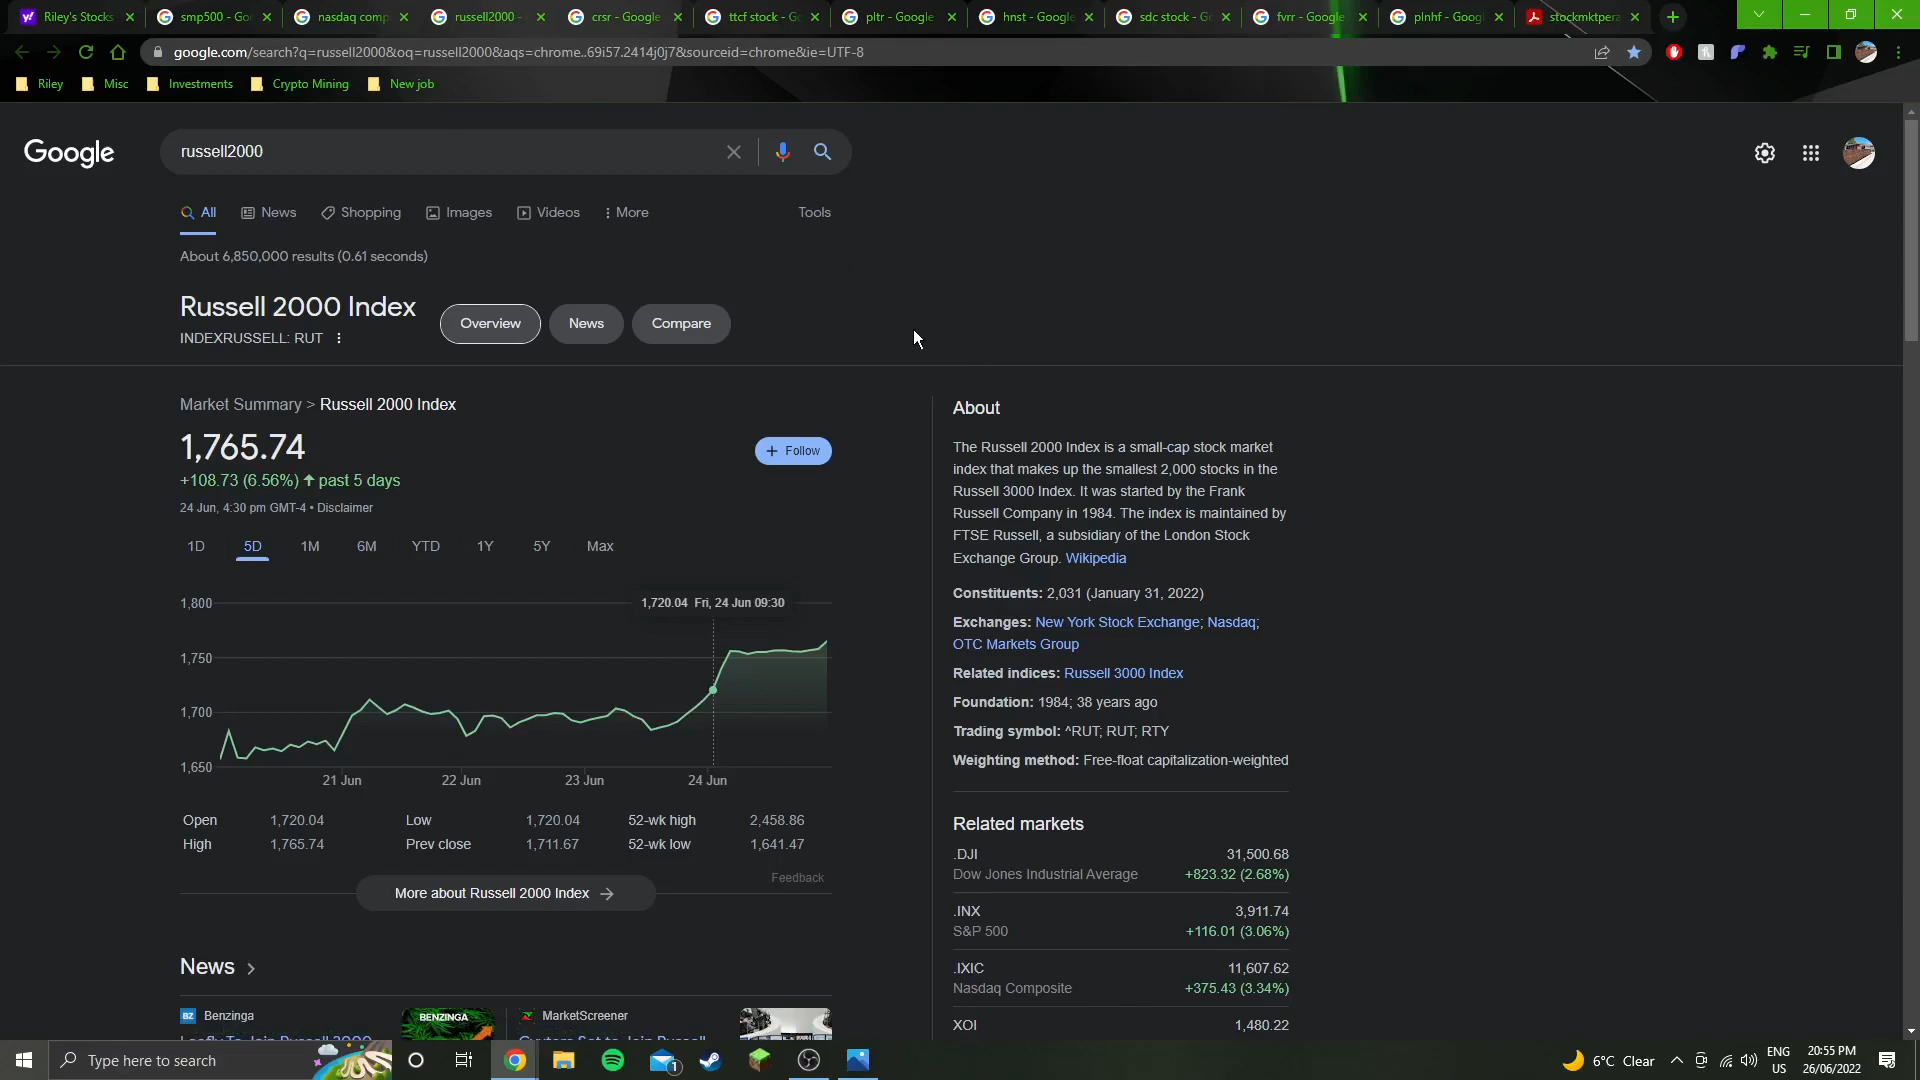 Riley's Stocks
smp500 - Go
nasdaq comp
russell2000 -
crsr - Google
ttcf stock - G
pltr - Google
hnst - Google
sdc stock - G
fvrr - Google
plnhf - Goog
stockmktpera
google.com/search?q=russell2000&oq=russell2000&aqs=chrome..69i57.2414j0j7&sourceid=chrome&ie=UTF-8
Riley
Misc
Investments
Crypto Mining
New job
Google
russell2000
All
News
Shopping
Images
Videos
More
Tools
About 6,850,000 results (0.61 seconds)
Russell 2000 Index
INDEXRUSSELL: RUT
Overview
News
Compare
Market Summary > Russell 2000 Index
1,765.74
+ Follow
+108.73 (6.56%) ↑ past 5 days
24 Jun, 4:30 pm GMT-4 • Disclaimer
1D 5D 1M 6M YTD 1Y 5Y Max
1,720.04 Fri, 24 Jun 09:30
1,800
1,750
1,700
1,650
21 Jun 22 Jun 23 Jun 24 Jun
Open 1,720.04 Low 1,720.04 52-wk high 2,458.86
High 1,765.74 Prev close 1,711.67 52-wk low 1,641.47
Feedback
More about Russell 2000 Index →
News >
BZ Benzinga
BENZINGA
MarketScreener
About
The Russell 2000 Index is a small-cap stock market
index that makes up the smallest 2,000 stocks in the
Russell 3000 Index. It was started by the Frank
Russell Company in 1984. The index is maintained by
FTSE Russell, a subsidiary of the London Stock
Exchange Group. Wikipedia
Constituents: 2,031 (January 31, 2022)
Exchanges: New York Stock Exchange; Nasdaq;
OTC Markets Group
Related indices: Russell 3000 Index
Foundation: 1984; 38 years ago
Trading symbol: ^RUT; RUT; RTY
Weighting method: Free-float capitalization-weighted
Related markets
.DJI 31,500.68
Dow Jones Industrial Average +823.32 (2.68%)
.INX 3,911.74
S&P 500 +116.01 (3.06%)
.IXIC 11,607.62
Nasdaq Composite +375.43 (3.34%)
XOI 1,480.22
Type here to search
1
6°C Clear
ENG
US
20:55 PM
26/06/2022